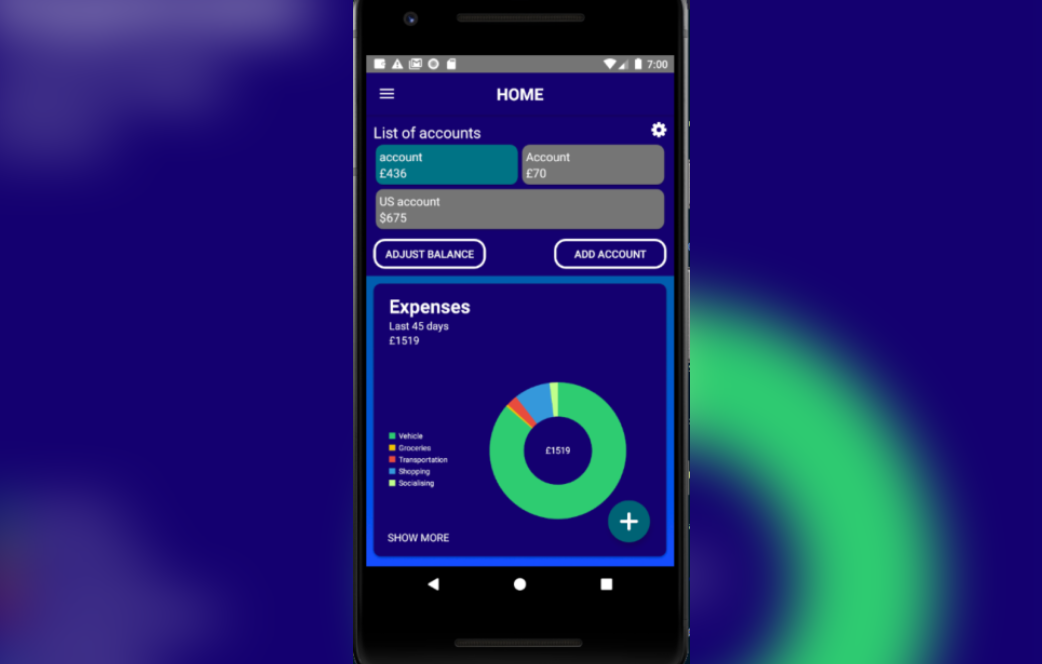 7:00
HOME
List of accounts
account
£436
Account
£70
US account
$675
ADJUST BALANCE
ADD ACCOUNT
Expenses
Last 45 days
£1519
Vehicle
Groceries
Transportation
Shopping
Socialising
£1519
SHOW MORE